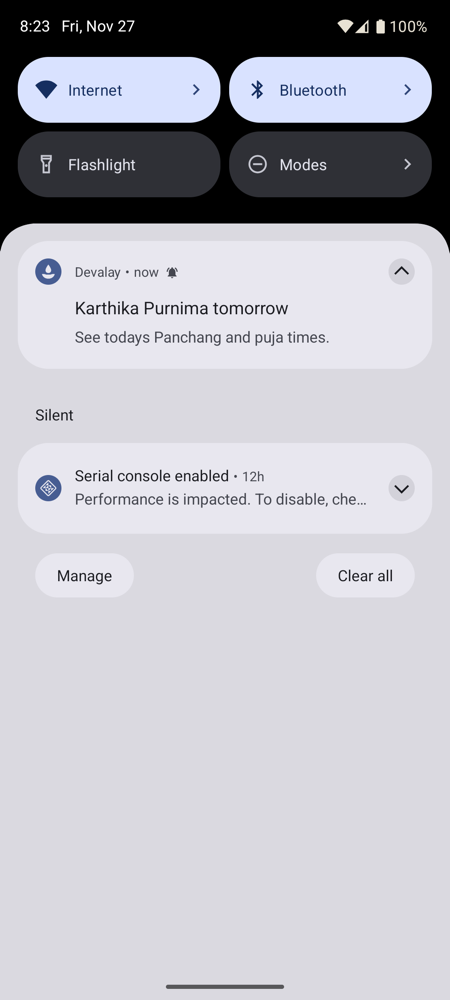 8:23 Fri, Nov 27 100%
Internet
Bluetooth
Flashlight
Modes
Devalay • now
Karthika Purnima tomorrow
See todays Panchang and puja times.
Silent
Serial console enabled • 12h
Performance is impacted. To disable, che…
Manage
Clear all